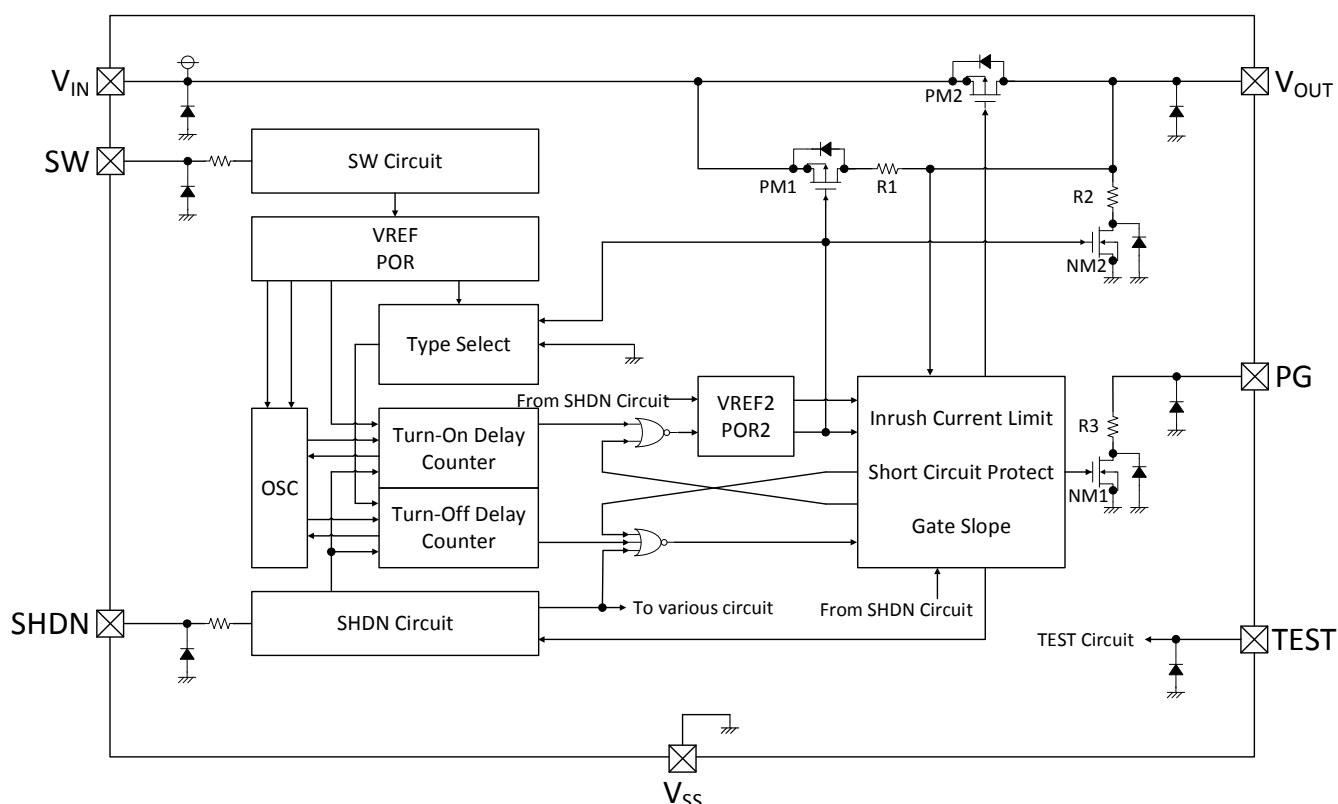 VIN
PM2
VOUT
SW
SW Circuit
PM1
R1
R2
VREF
POR
NM2
Type Select
PG
From SHDN Circuit
VREF2
POR2
Inrush Current Limit
Turn-On Delay
Counter
R3
OSC
Short Circuit Protect
NM1
Turn-Off Delay
Counter
Gate Slope
SHDN
SHDN Circuit
To various circuit
From SHDN Circuit
TEST Circuit
TEST
VSS